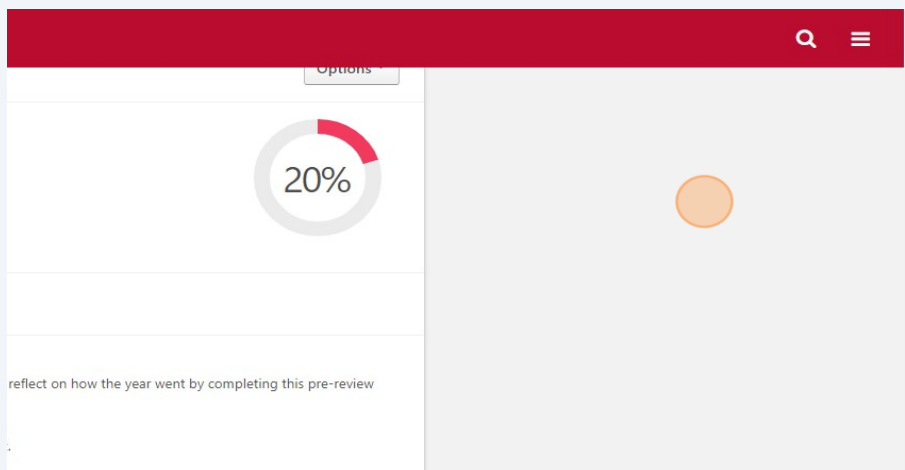 Options
20%
reflect on how the year went by completing this pre-review
.